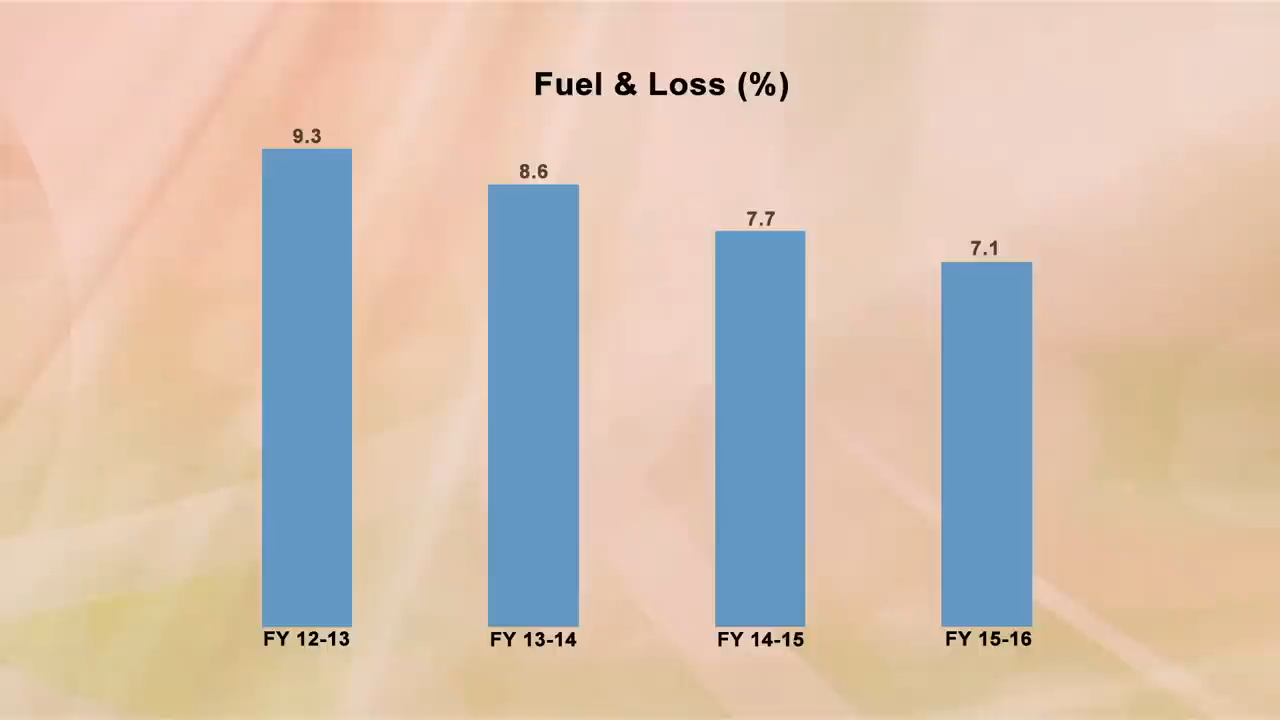 Fuel & Loss (%)
9.3
8.6
7.7
7.1
FY 12-13
FY 13-14
FY 14-15
FY 15-16